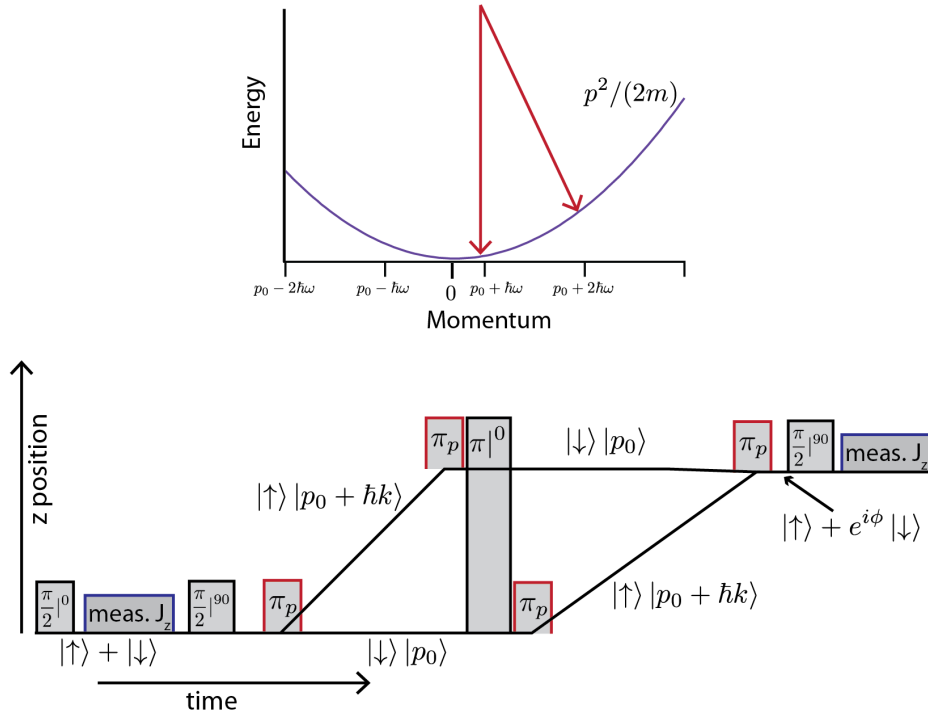 Energy
p²/(2m)
p₀ − 2ħω
p₀ − ħω
0
p₀ + ħω
p₀ + 2ħω
Momentum
z position
π_p
π|⁰
|↓⟩ |p₀⟩
π_p
π/2|⁹⁰
meas. J_z
|↑⟩ |p₀ + ħk⟩
|↑⟩ + e^{iϕ} |↓⟩
π/2|⁰
meas. J_z
π/2|⁹⁰
π_p
π_p
|↑⟩ |p₀ + ħk⟩
|↑⟩ + |↓⟩
|↓⟩ |p₀⟩
time